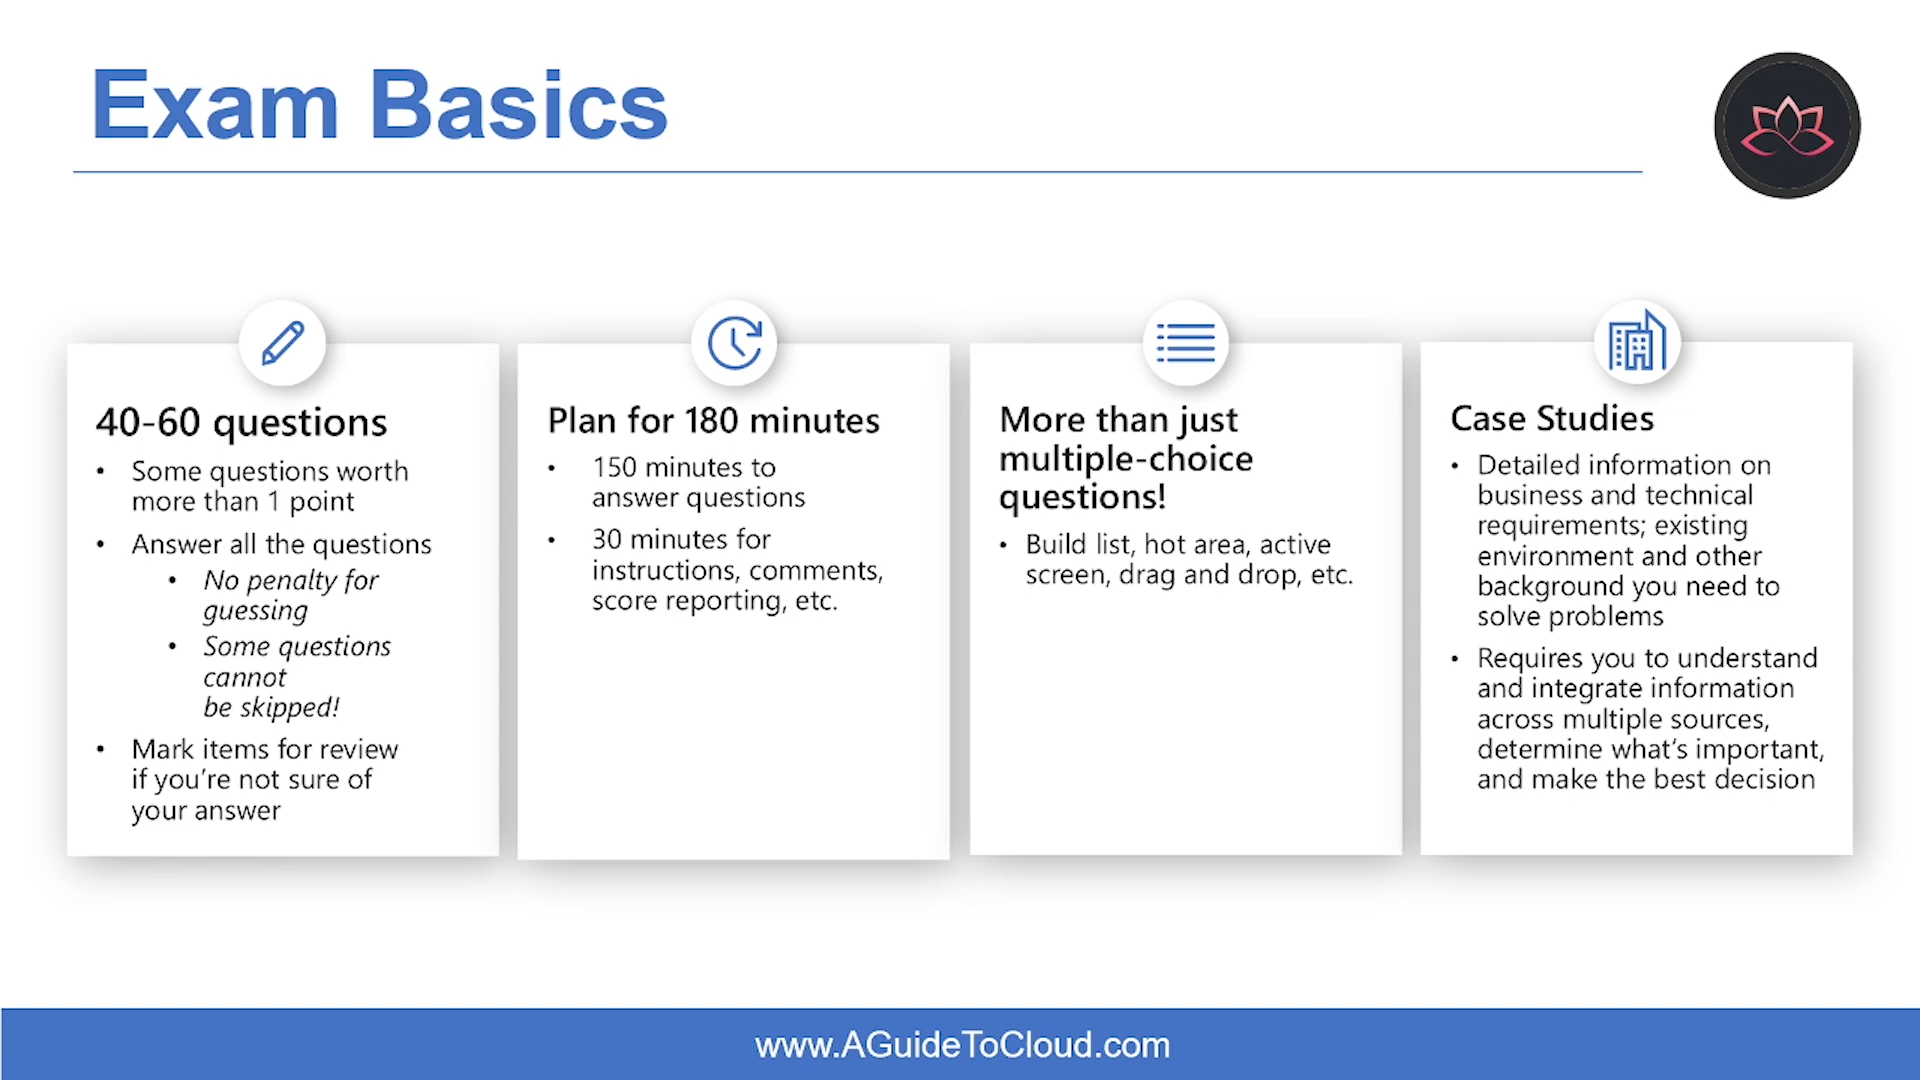 Exam Basics
40-60 questions
• Some questions worth
more than 1 point
• Answer all the questions
• No penalty for
guessing
• Some questions
cannot
be skipped!
• Mark items for review
if you’re not sure of
your answer
Plan for 180 minutes
• 150 minutes to
answer questions
• 30 minutes for
instructions, comments,
score reporting, etc.
More than just
multiple-choice
questions!
• Build list, hot area, active
screen, drag and drop, etc.
Case Studies
• Detailed information on
business and technical
requirements; existing
environment and other
background you need to
solve problems
• Requires you to understand
and integrate information
across multiple sources,
determine what’s important,
and make the best decision
www.AGuideToCloud.com